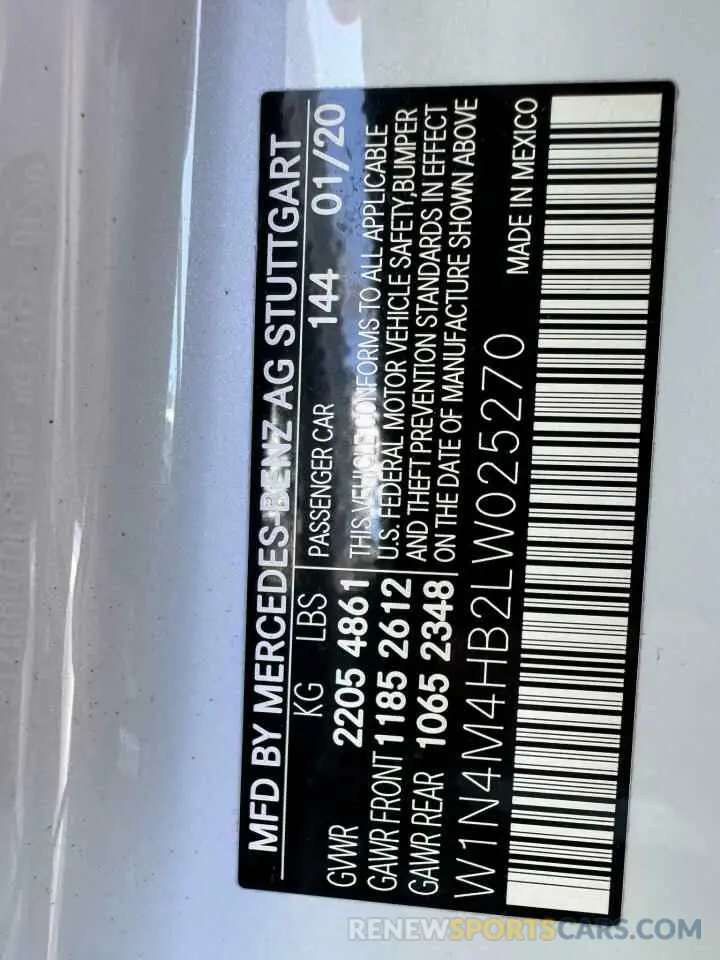 MFD BY MERCEDES-BENZ AG STUTTGART
KG LBS PASSENGER CAR 144 01/20
GVWR 2205 4861
GAWR FRONT 1185 2612
GAWR REAR 1065 2348
THIS VEHICLE CONFORMS TO ALL APPLICABLE
U.S. FEDERAL MOTOR VEHICLE SAFETY, BUMPER
AND THEFT PREVENTION STANDARDS IN EFFECT
ON THE DATE OF MANUFACTURE SHOWN ABOVE
W1N4M4HB2LW025270 MADE IN MEXICO
RENEWSPORTSCARS.COM